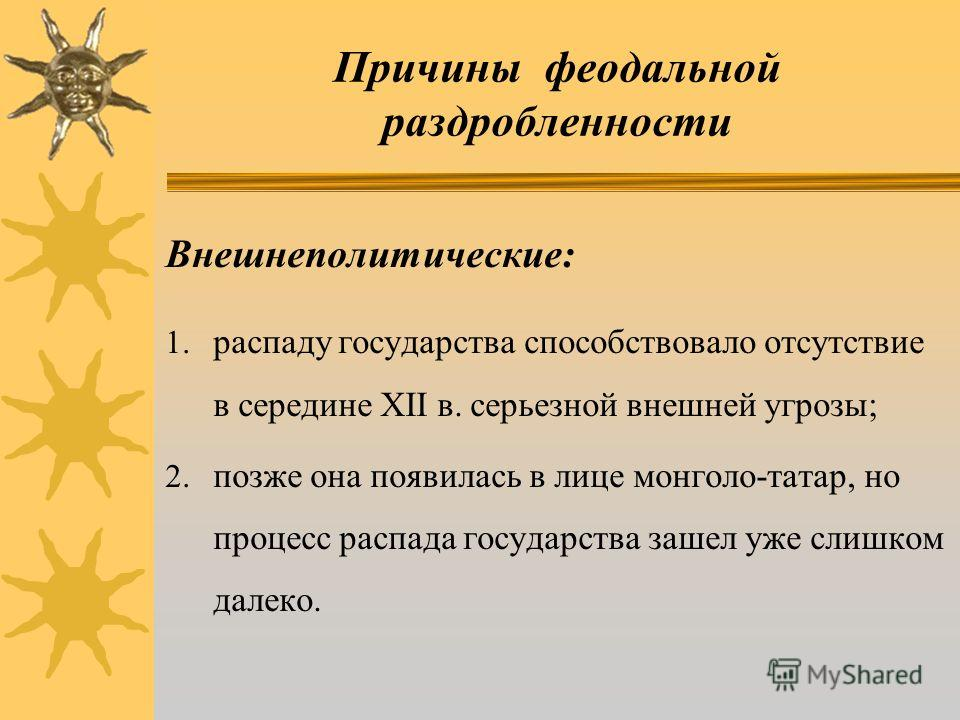 Причины феодальной
раздробленности
Внешнеполитические:
1. распаду государства способствовало отсутствие
в середине XII в. серьезной внешней угрозы;
2. позже она появилась в лице монголо-татар, но
процесс распада государства зашел уже слишком
далеко.
MyShared